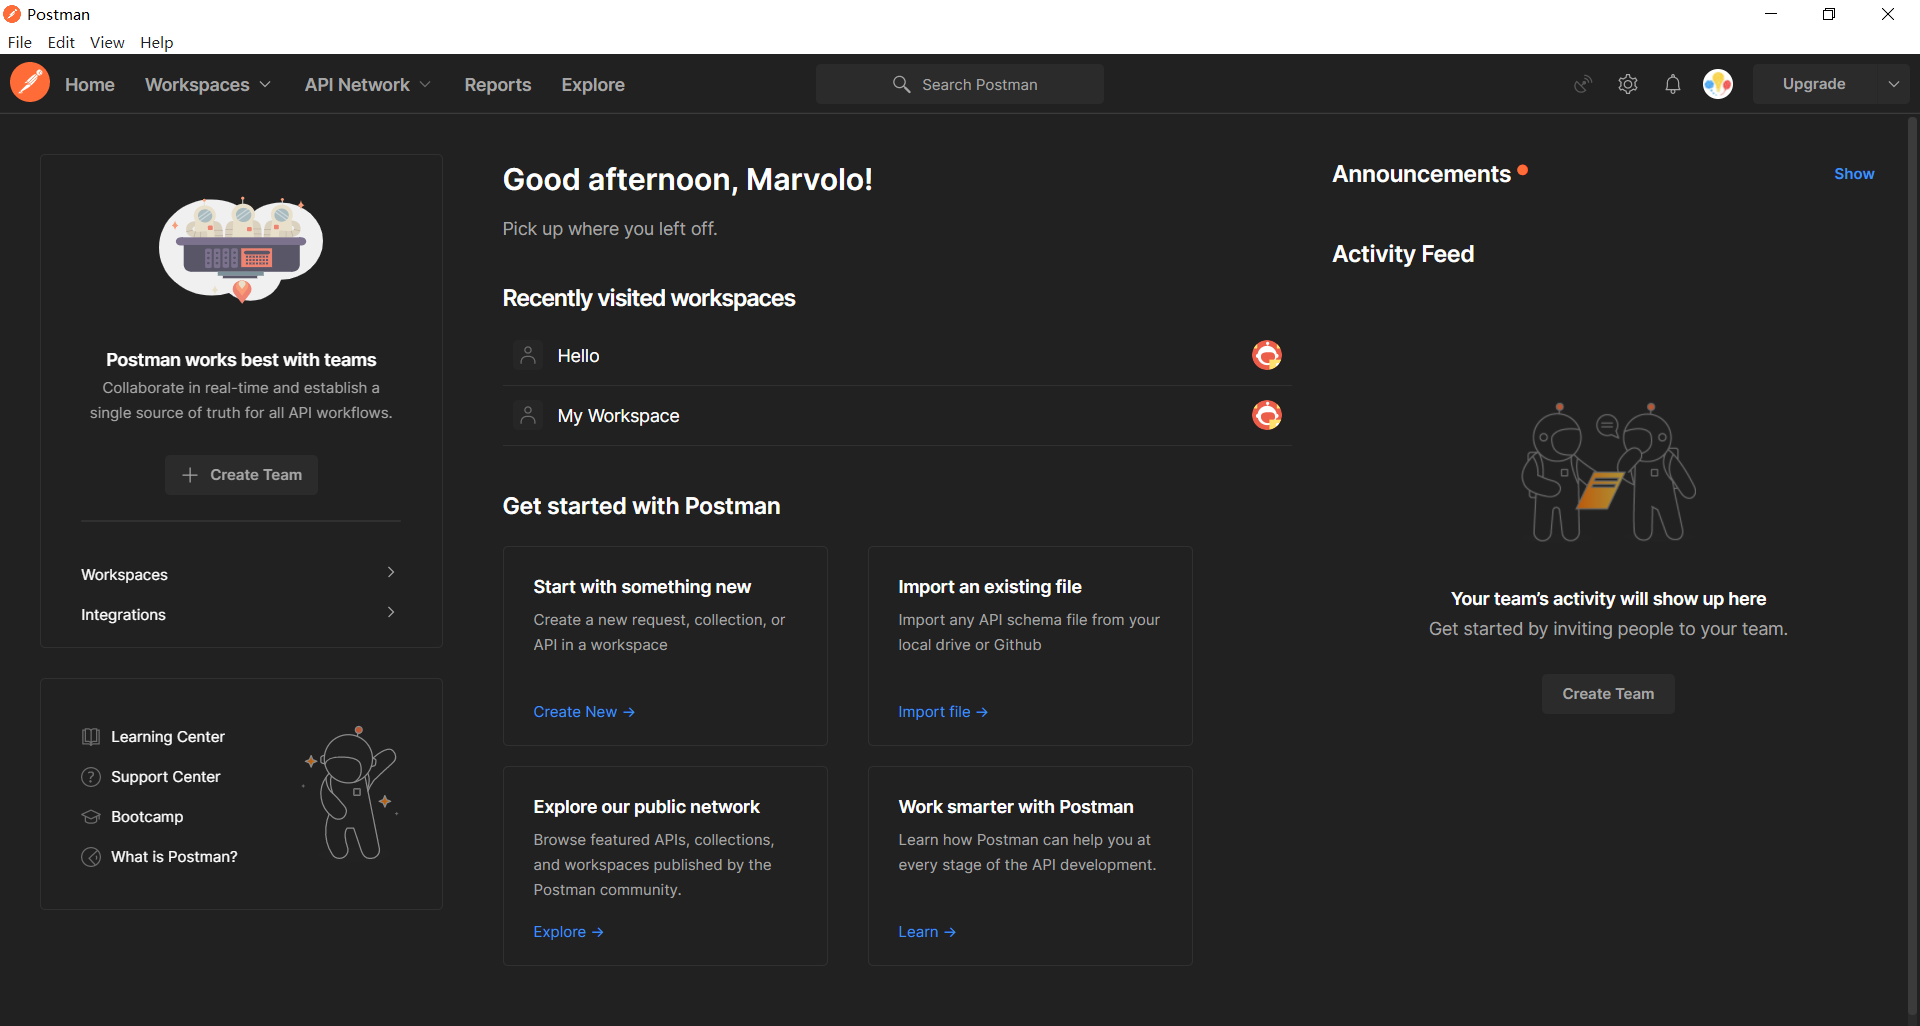 Postman
File Edit View Help
Home Workspaces API Network Reports Explore Search Postman Upgrade
Postman works best with teams
Collaborate in real-time and establish a
single source of truth for all API workflows.
Create Team
Workspaces
Integrations
Learning Center
Support Center
Bootcamp
What is Postman?
Good afternoon, Marvolo!
Pick up where you left off.
Recently visited workspaces
Hello
My Workspace
Get started with Postman
Start with something new
Create a new request, collection, or
API in a workspace
Create New →
Import an existing file
Import any API schema file from your
local drive or Github
Import file →
Explore our public network
Browse featured APIs, collections,
and workspaces published by the
Postman community.
Explore →
Work smarter with Postman
Learn how Postman can help you at
every stage of the API development.
Learn →
Announcements Show
Activity Feed
Your team’s activity will show up here
Get started by inviting people to your team.
Create Team